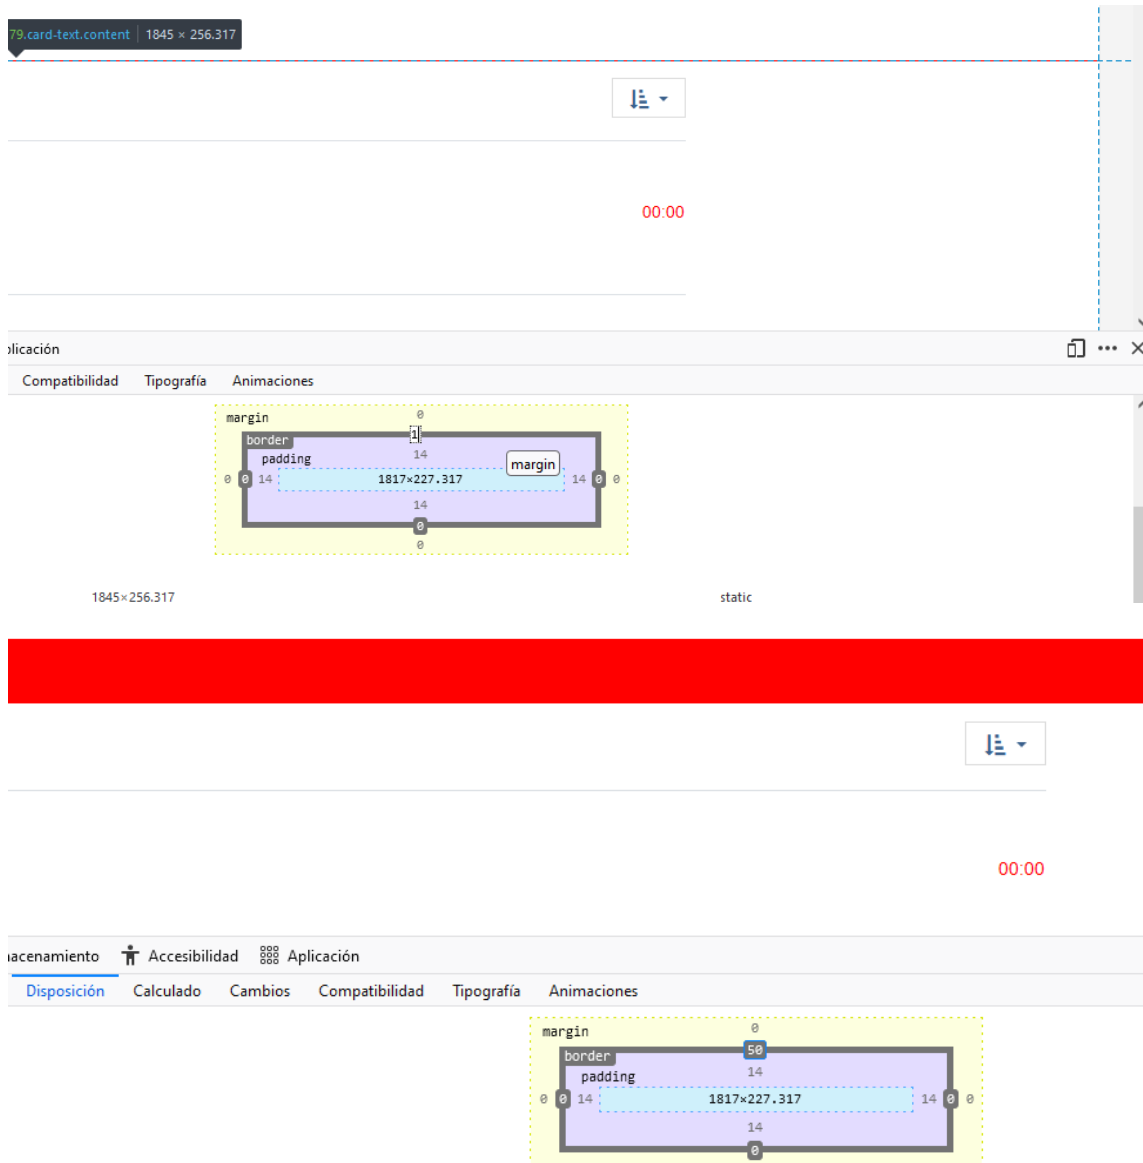 79.card-text.content | 1845 × 256.317
00:00
plicación
Compatibilidad Tipografía Animaciones
margin 0
border 1
padding 14
margin
0 0 14 1817×227.317 14 0 0
14
0
0
1845×256.317 static
00:00
acenamiento Accesibilidad Aplicación
Disposición Calculado Cambios Compatibilidad Tipografía Animaciones
margin 0
border 50
padding 14
0 0 14 1817×227.317 14 0 0
14
0